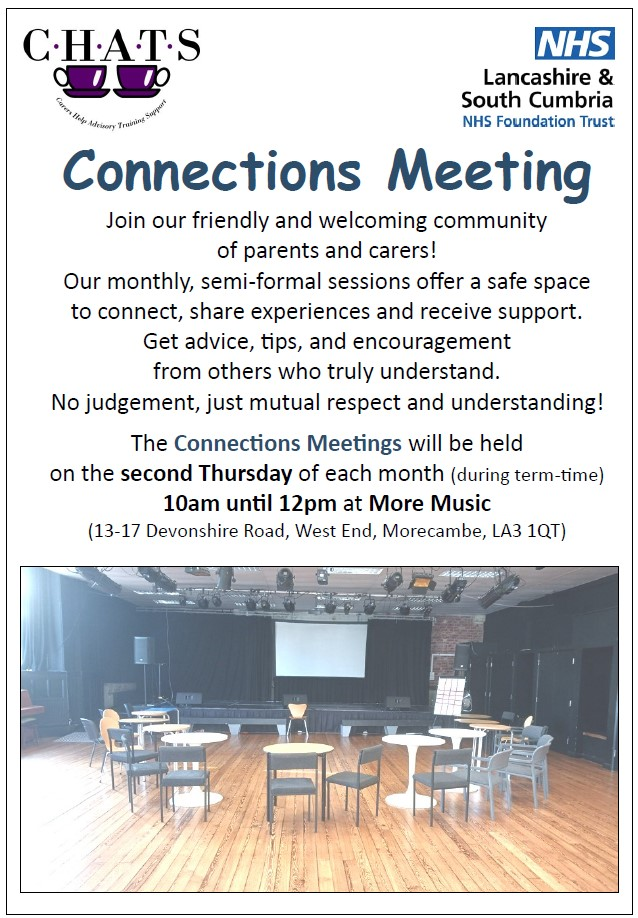 C·H·A·T·S
Carers Help Advisory Training Support
NHS
Lancashire &
South Cumbria
NHS Foundation Trust
Connections Meeting
Join our friendly and welcoming community
of parents and carers!
Our monthly, semi-formal sessions offer a safe space
to connect, share experiences and receive support.
Get advice, tips, and encouragement
from others who truly understand.
No judgement, just mutual respect and understanding!
The Connections Meetings will be held
on the second Thursday of each month (during term-time)
10am until 12pm at More Music
(13-17 Devonshire Road, West End, Morecambe, LA3 1QT)